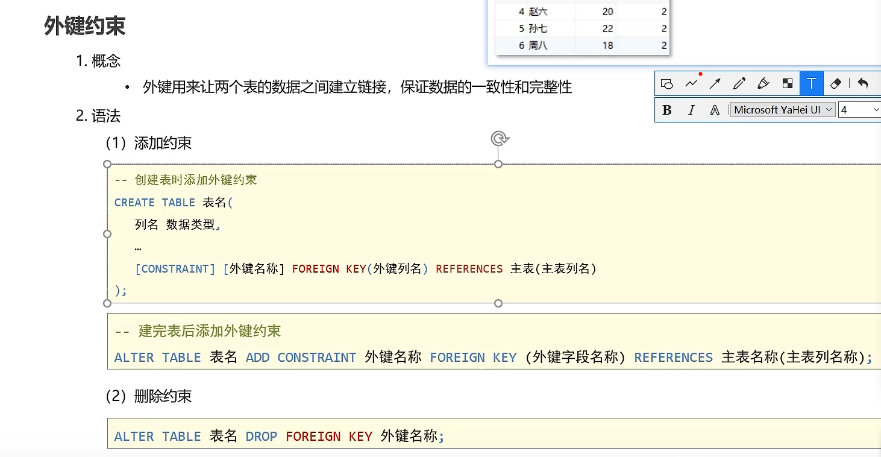 外键约束
4 赵六 20 2
5 孙七 22 2
6 周八 18 2
1. 概念
• 外键用来让两个表的数据之间建立链接，保证数据的一致性和完整性
T
B I A Microsoft YaHei UI 4
2. 语法
（1）添加约束
-- 创建表时添加外键约束
CREATE TABLE 表名(
列名 数据类型,
…
[CONSTRAINT] [外键名称] FOREIGN KEY(外键列名) REFERENCES 主表(主表列名)
);
-- 建完表后添加外键约束
ALTER TABLE 表名 ADD CONSTRAINT 外键名称 FOREIGN KEY (外键字段名称) REFERENCES 主表名称(主表列名称);
（2）删除约束
ALTER TABLE 表名 DROP FOREIGN KEY 外键名称;